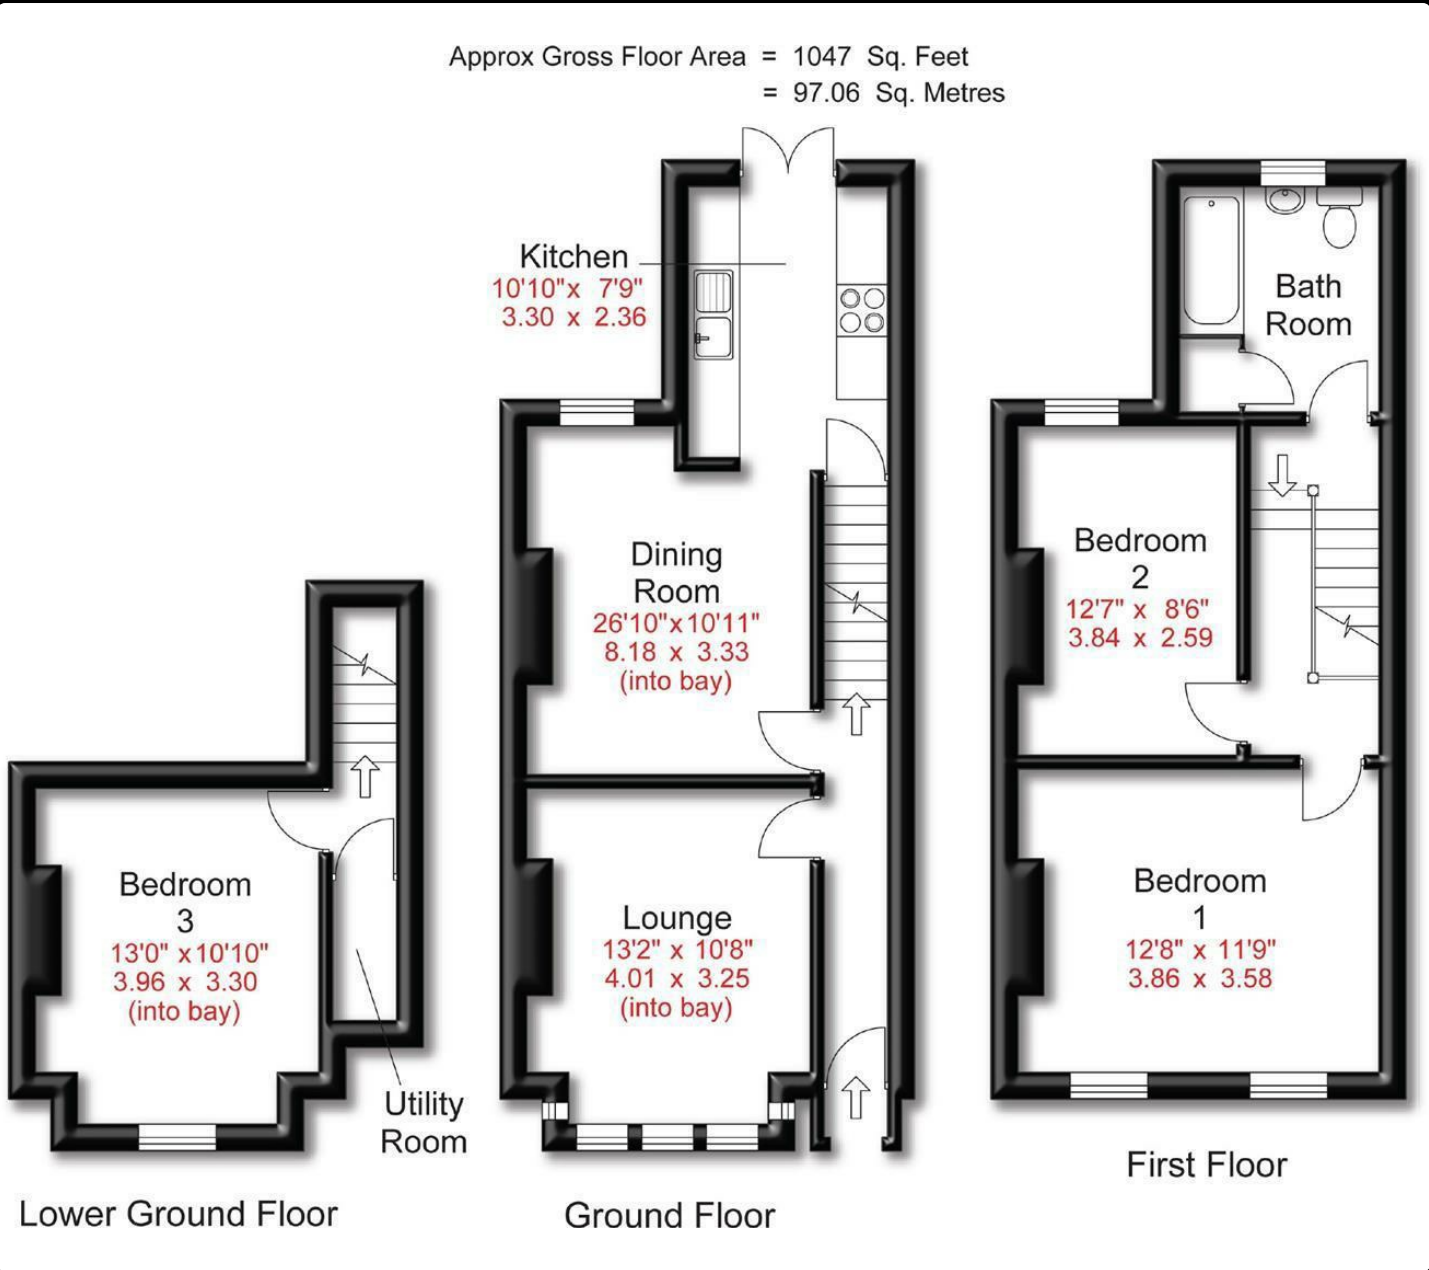 Approx Gross Floor Area = 1047 Sq. Feet
= 97.06 Sq. Metres
Kitchen
10'10"x 7'9"
3.30 x 2.36
Bath
Room
Dining
Room
26'10"x10'11"
8.18 x 3.33
(into bay)
Bedroom
2
12'7" x 8'6"
3.84 x 2.59
Bedroom
3
13'0" x10'10"
3.96 x 3.30
(into bay)
Lounge
13'2" x 10'8"
4.01 x 3.25
(into bay)
Bedroom
1
12'8" x 11'9"
3.86 x 3.58
Utility
Room
Lower Ground Floor
Ground Floor
First Floor